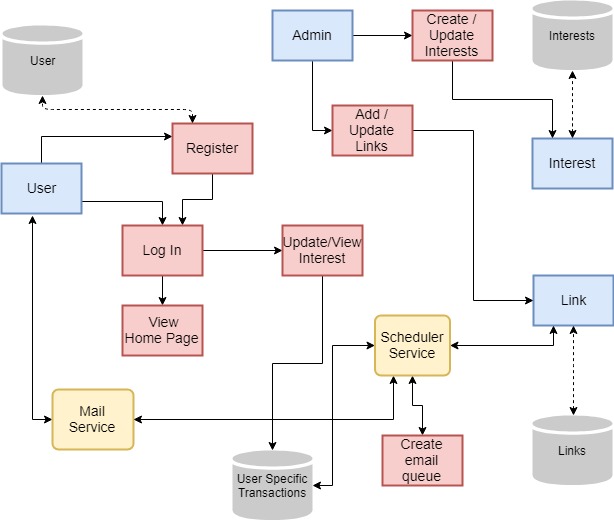 Admin
Create /
Update
Interests
Interests
User
Add /
Update
Links
Register
Interest
User
Log In
Update/View
Interest
Link
View
Home Page
Scheduler
Service
Mail
Service
Create
email
queue
Links
User Specific
Transactions